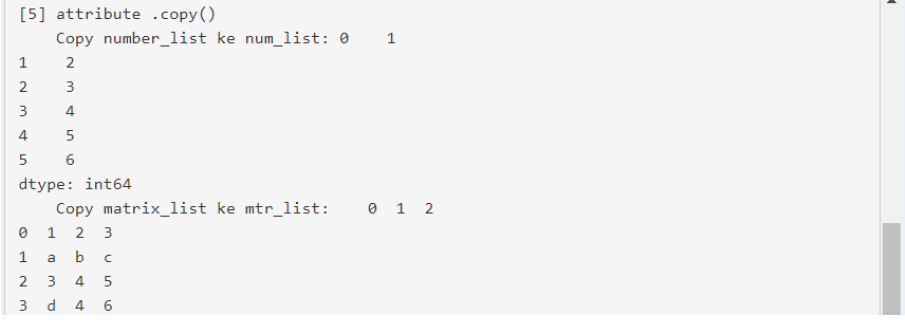 [5] attribute .copy()
    Copy number_list ke num_list: 0    1
1    2
2    3
3    4
4    5
5    6
dtype: int64
    Copy matrix_list ke mtr_list:    0  1  2
0  1  2  3
1  a  b  c
2  3  4  5
3  d  4  6